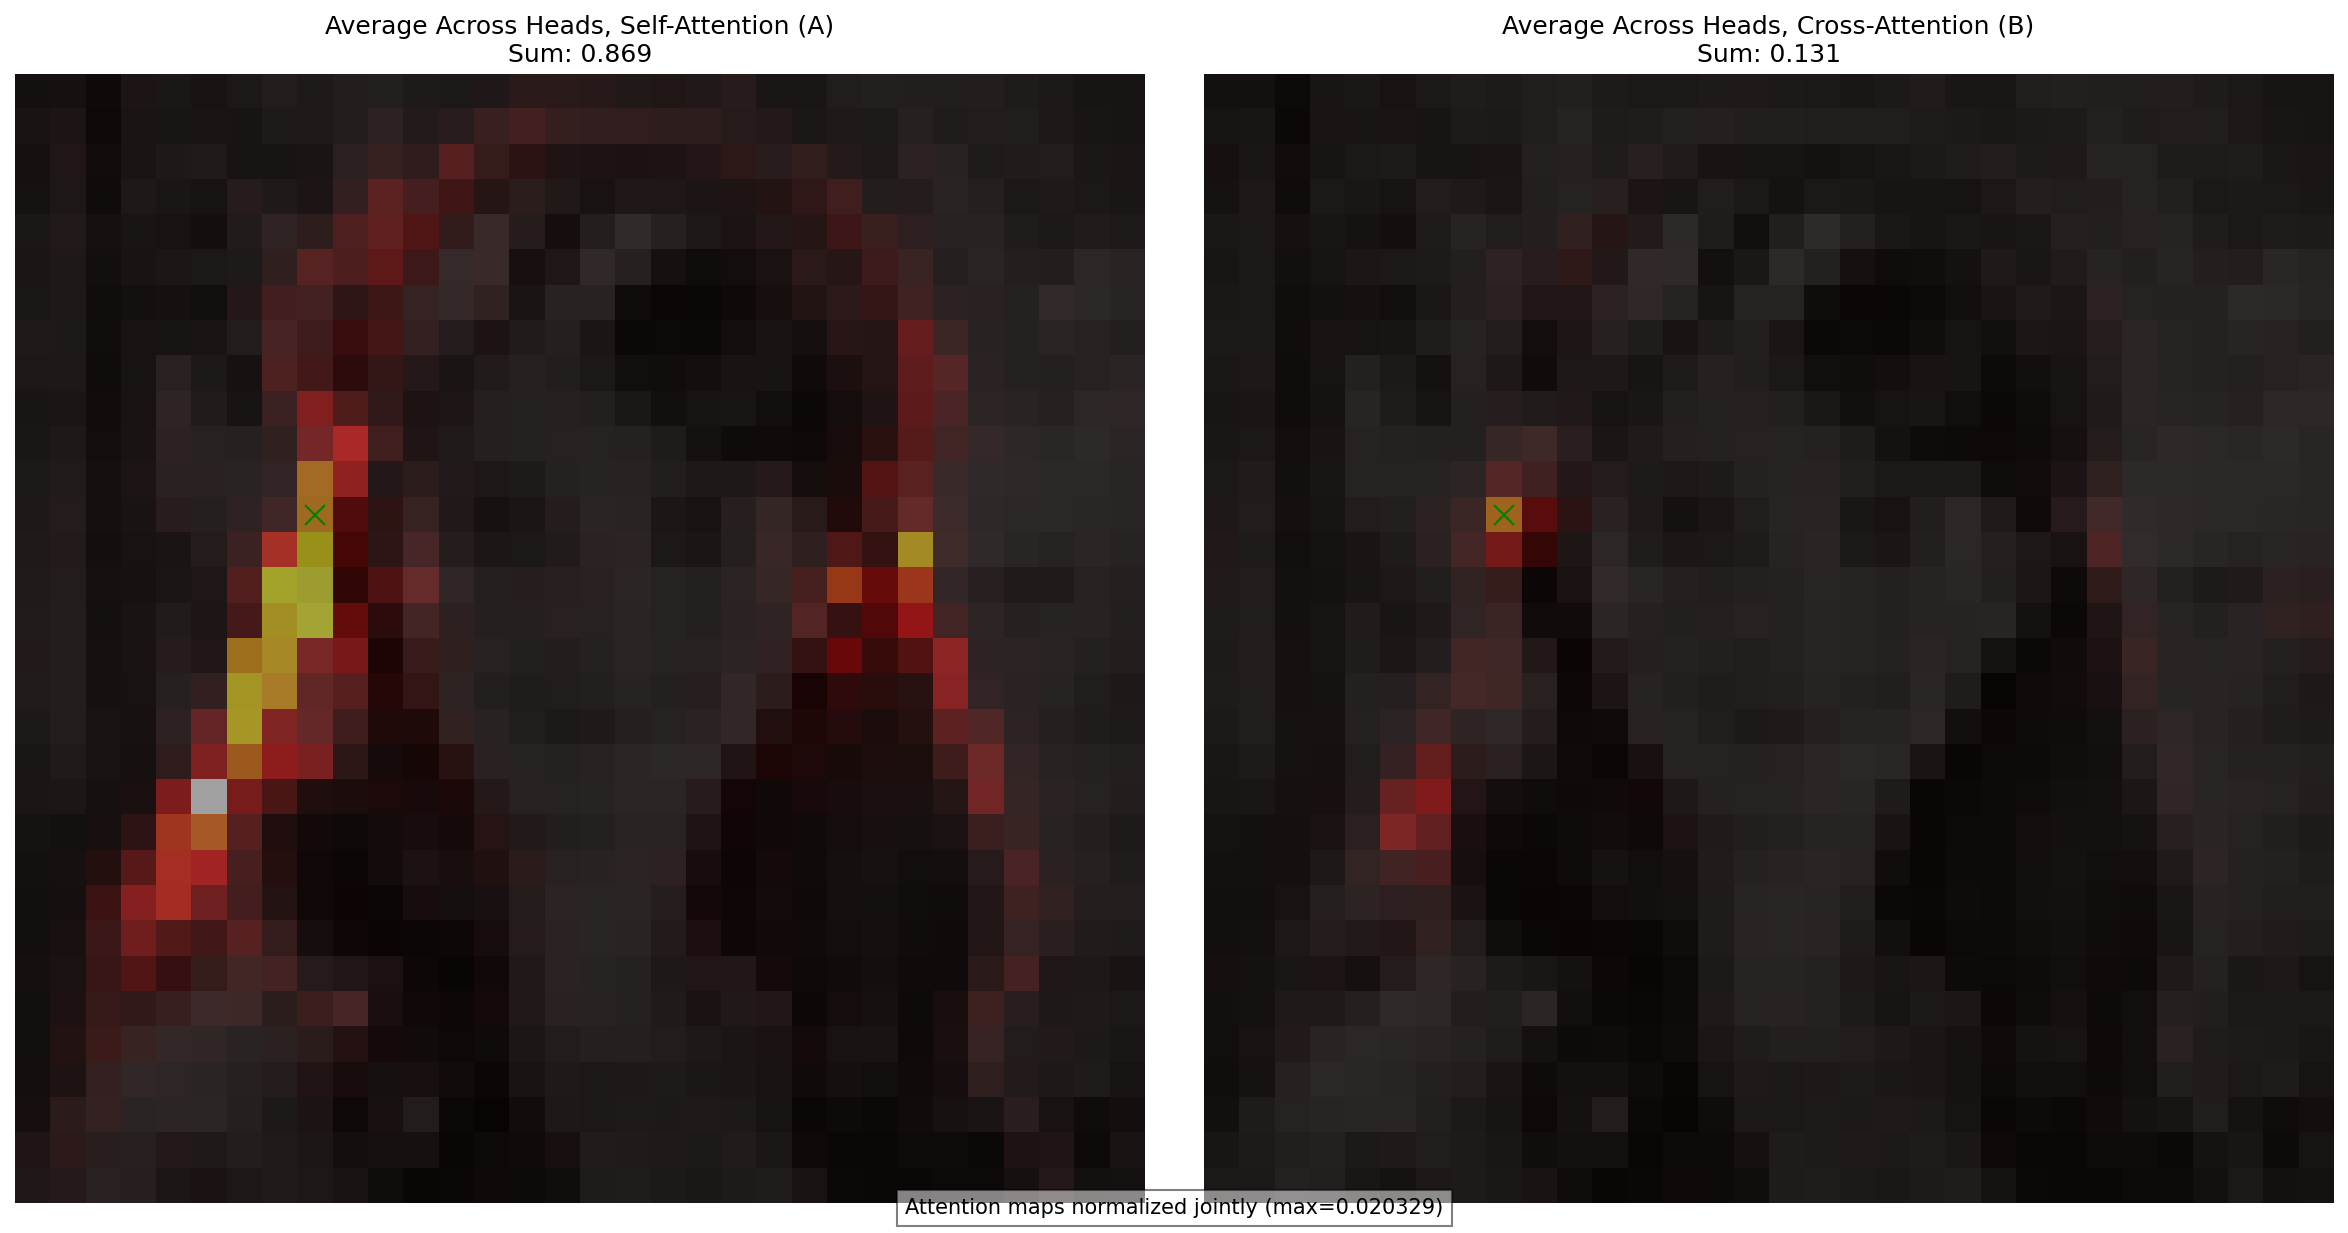 Average Across Heads, Self-Attention (A)
Sum: 0.869
Average Across Heads, Cross-Attention (B)
Sum: 0.131
Attention maps normalized jointly (max=0.020329)